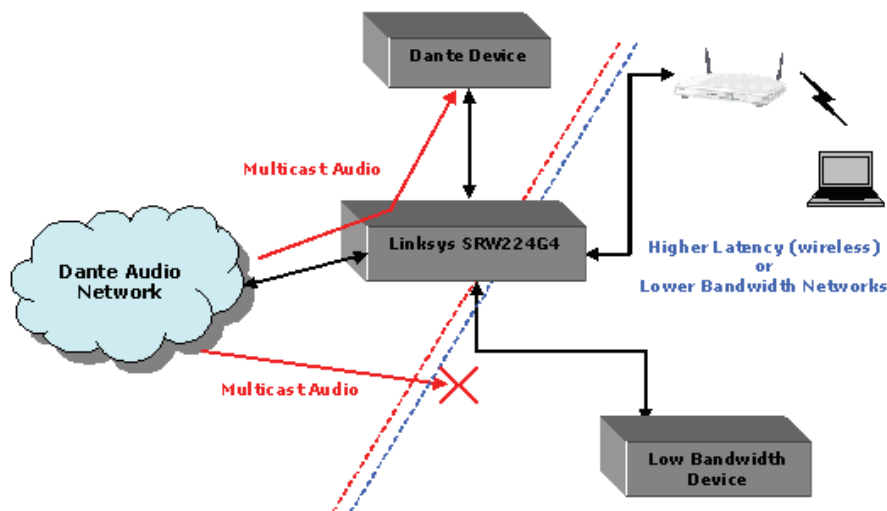 Dante Device
Multicast Audio
Linksys SRW224G4
Higher Latency (wireless)
or
Lower Bandwidth Networks
Dante Audio
Network
Multicast Audio
Low Bandwidth
Device